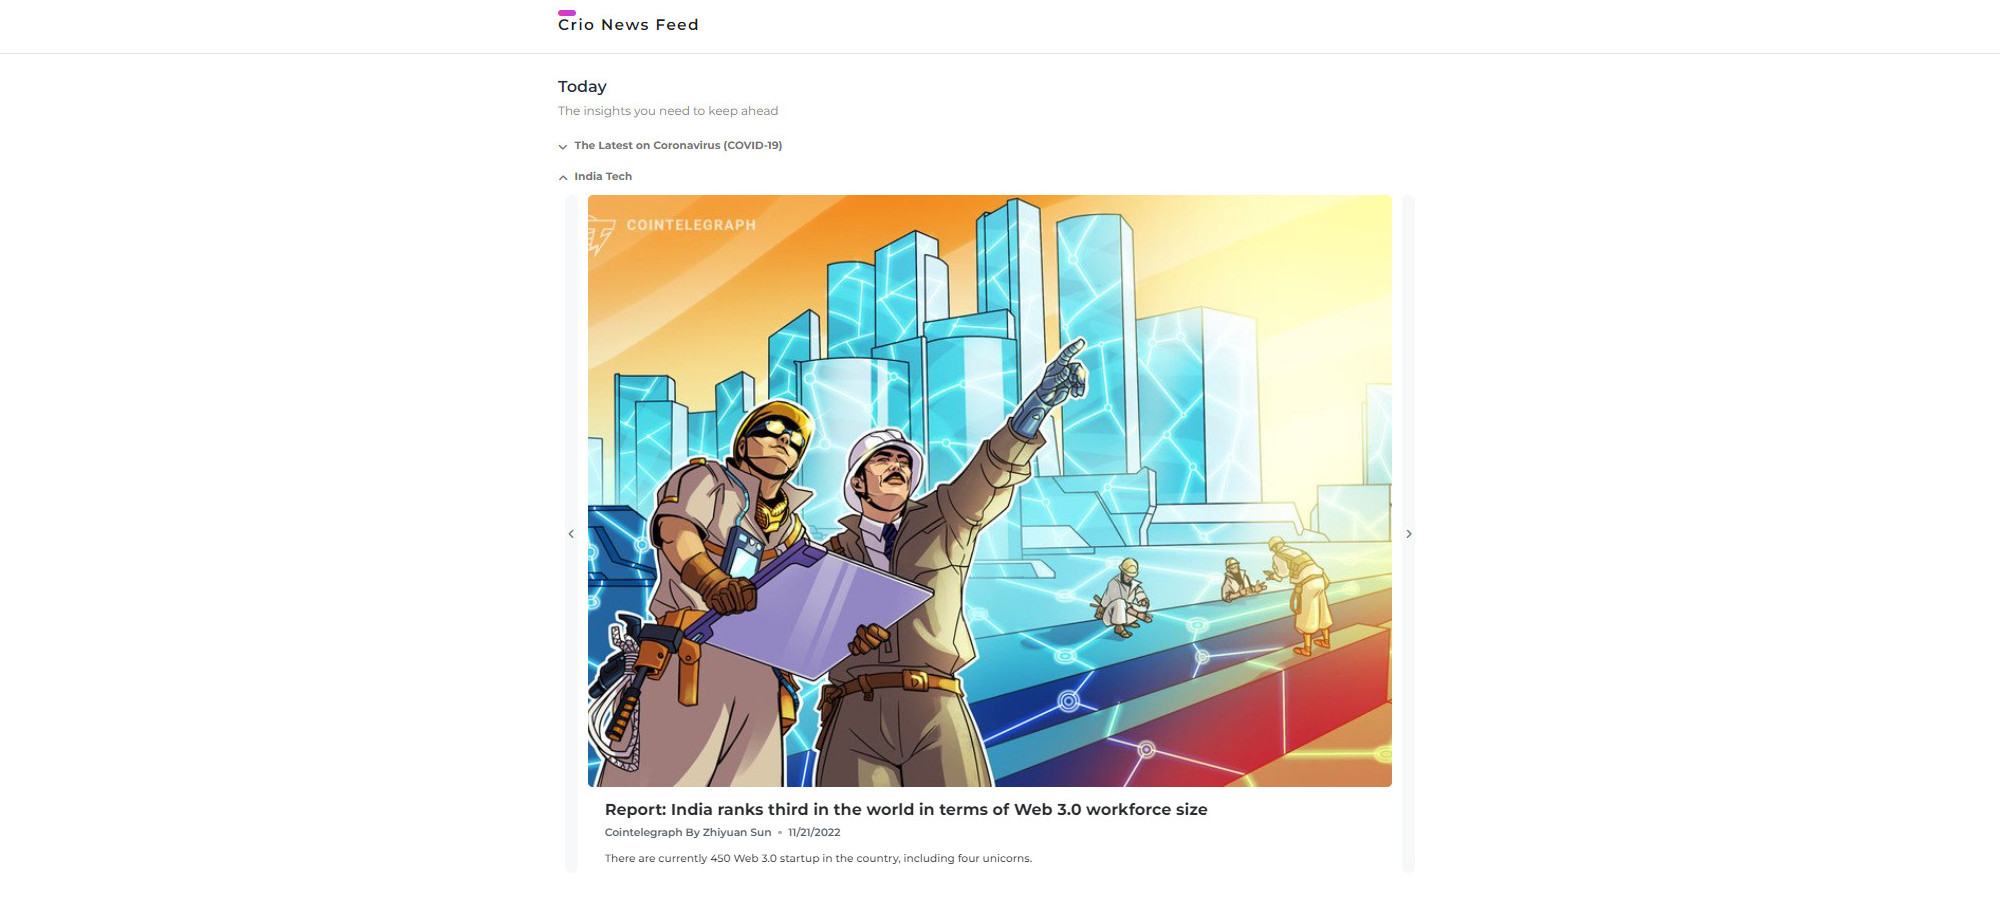 Crio News Feed
Today
The insights you need to keep ahead
The Latest on Coronavirus (COVID-19)
India Tech
COINTELEGRAPH
Report: India ranks third in the world in terms of Web 3.0 workforce size
Cointelegraph By Zhiyuan Sun • 11/21/2022
There are currently 450 Web 3.0 startup in the country, including four unicorns.